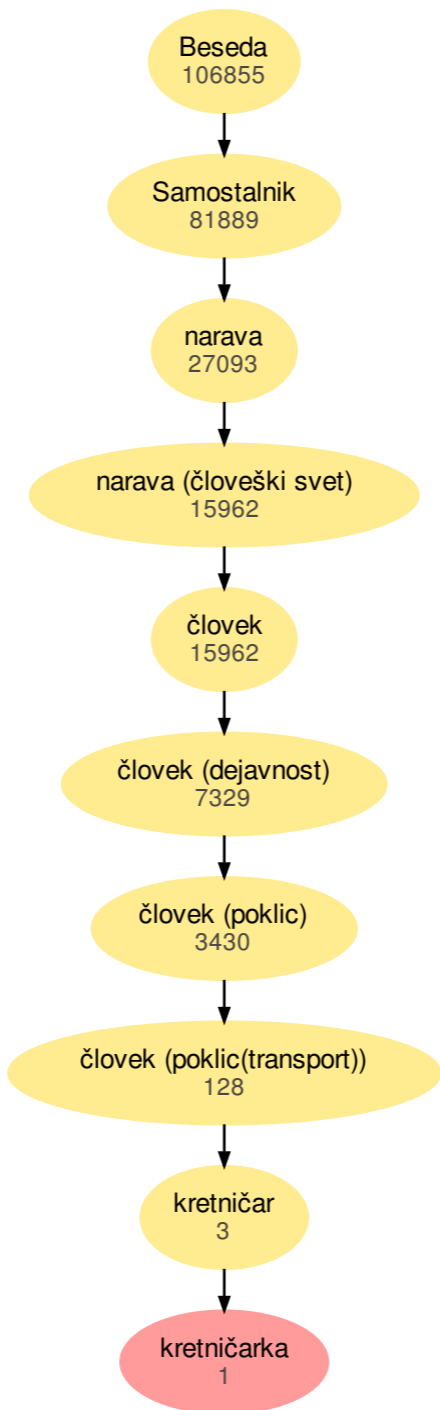 Beseda
106855
Samostalnik
81889
narava
27093
narava (človeški svet)
15962
človek
15962
človek (dejavnost)
7329
človek (poklic)
3430
človek (poklic(transport))
128
kretničar
3
kretničarka
1